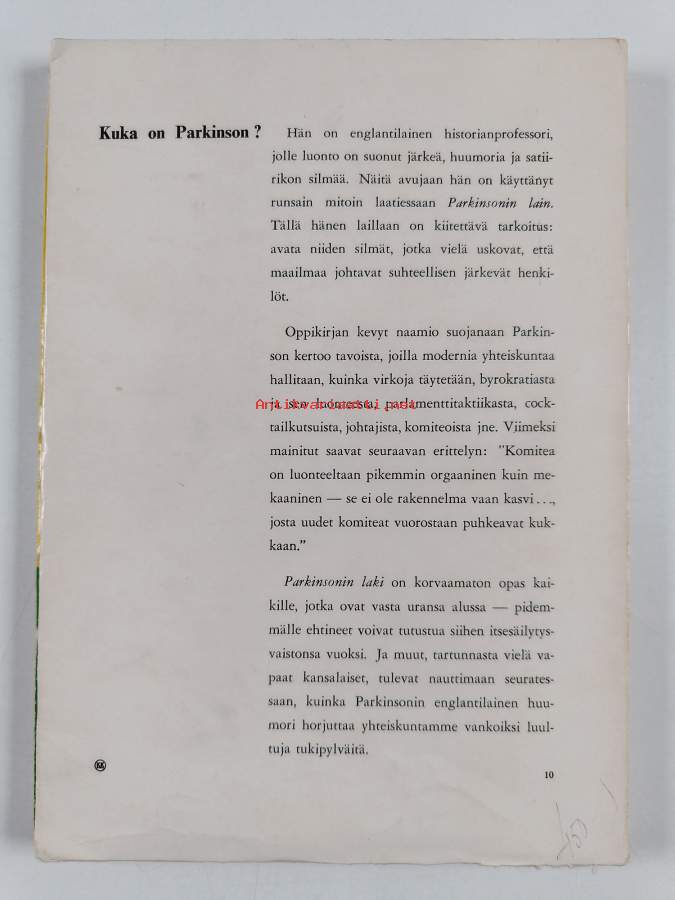 Kuka on Parkinson?
Hän on englantilainen historianprofessori,
jolle luonto on suonut järkeä, huumoria ja satii-
rikon silmää. Näitä avujaan hän on käyttänyt
runsain mitoin laatiessaan Parkinsonin lain.
Tällä hänen laillaan on kiitettävä tarkoitus:
avata niiden silmät, jotka vielä uskovat, että
maailmaa johtavat suhteellisen järkevät henki-
löt.
Oppikirjan kevyt naamio suojanaan Parkin-
son kertoo tavoista, joilla modernia yhteiskuntaa
hallitaan, kuinka virkoja täytetään, byrokratiasta
ja sen luonteesta, parlamenttitaktiikasta, cock-
Antikvariaatti.net
tailkutsuista, johtajista, komiteoista jne. Viimeksi
mainitut saavat seuraavan erittelyn: ”Komitea
on luonteeltaan pikemmin orgaaninen kuin me-
kaaninen — se ei ole rakennelma vaan kasvi...,
josta uudet komiteat vuorostaan puhkeavat kuk-
kaan.”
Parkinsonin laki on korvaamaton opas kai-
kille, jotka ovat vasta uransa alussa — pidem-
mälle ehtineet voivat tutustua siihen itsesäilytys-
vaistonsa vuoksi. Ja muut, tartunnasta vielä va-
paat kansalaiset, tulevat nauttimaan seurates-
saan, kuinka Parkinsonin englantilainen huu-
mori horjuttaa yhteiskuntamme vankoiksi luul-
tuja tukipylväitä.
10